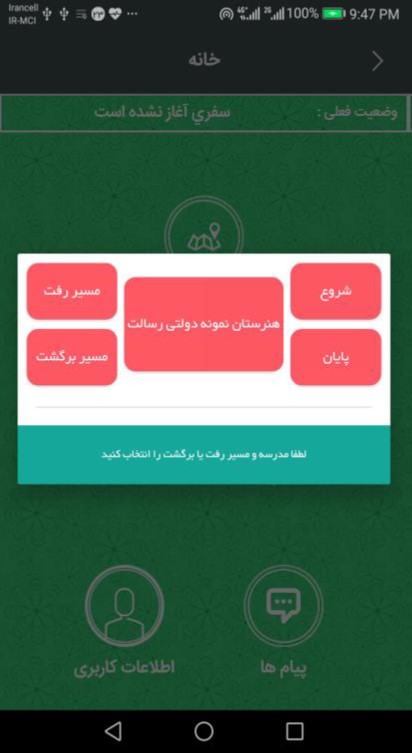 Irancell
IR-MCI
100% 9:47 PM
خانه
وضعیت فعلی :
سفري آغاز نشده است
شروع
هنرستان نمونه دولتی رسالت
مسیر رفت
پایان
مسیر برگشت
لطفا مدرسه و مسیر رفت یا برگشت را انتخاب کنید
پیام ها
اطلاعات کاربری